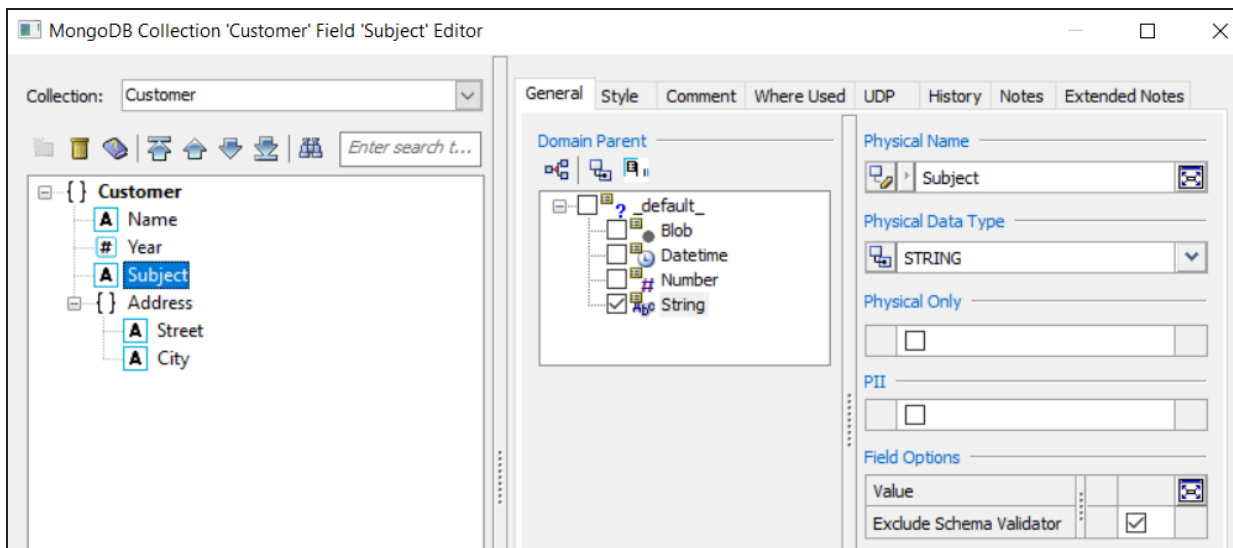 MongoDB Collection 'Customer' Field 'Subject' Editor
Collection: Customer
Enter search t...
{ } Customer
A Name
# Year
A Subject
{ } Address
A Street
A City
General Style Comment Where Used UDP History Notes Extended Notes
Domain Parent
_default_
Blob
Datetime
Number
String
Physical Name
Subject
Physical Data Type
STRING
Physical Only
PII
Field Options
Value
Exclude Schema Validator